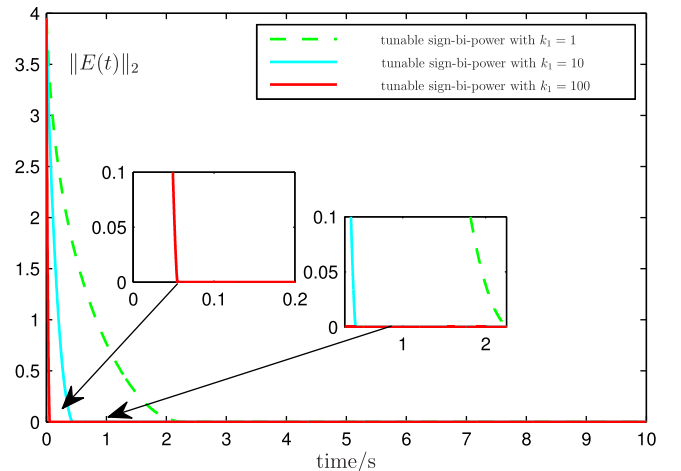 4
3.5
3
2.5
2
1.5
1
0.5
0
‖E(t)‖₂
tunable sign-bi-power with k₁ = 1
tunable sign-bi-power with k₁ = 10
tunable sign-bi-power with k₁ = 100
0.1
0.05
0
0 0.1 0.2
0.1
0.05
0
1 2
0 1 2 3 4 5 6 7 8 9 10
time/s